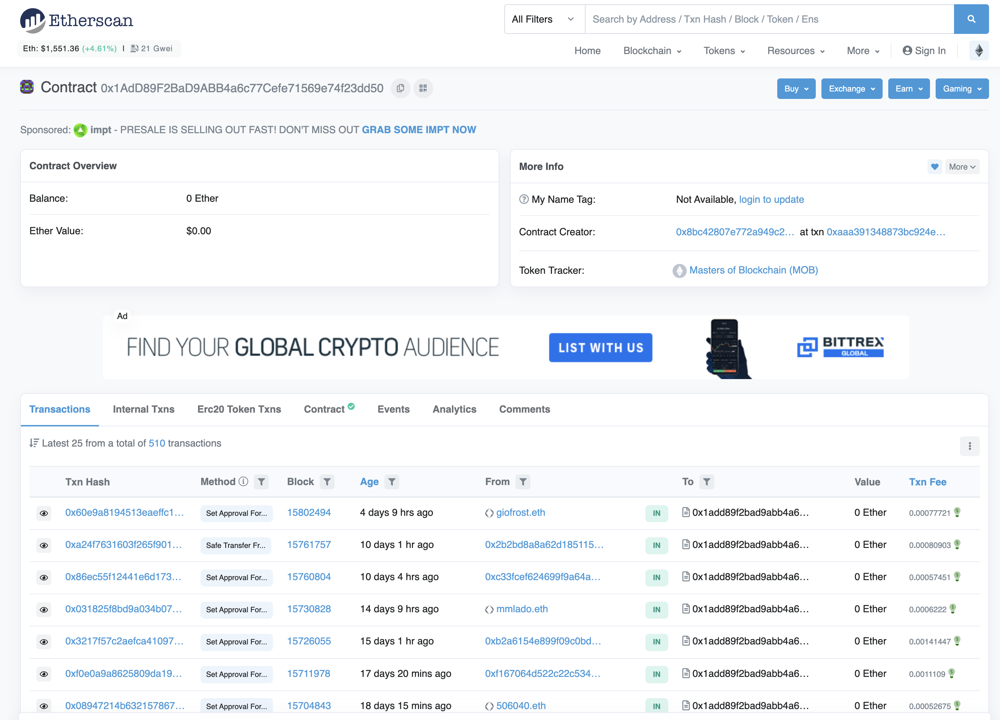 Etherscan
All Filters
Search by Address / Txn Hash / Block / Token / Ens
Eth: $1,551.36 (+4.61%) | 21 Gwei
Home Blockchain Tokens Resources More Sign In
Contract 0x1AdD89F2BaD9ABB4a6c77Cefe71569e74f23dd50
Buy Exchange Earn Gaming
Sponsored: impt - PRESALE IS SELLING OUT FAST! DON'T MISS OUT GRAB SOME IMPT NOW
Contract Overview
Balance: 0 Ether
Ether Value: $0.00
More Info
More
My Name Tag: Not Available, login to update
Contract Creator: 0x8bc42807e772a949c2... at txn 0xaaa391348873bc924e...
Token Tracker: Masters of Blockchain (MOB)
Ad
FIND YOUR GLOBAL CRYPTO AUDIENCE
LIST WITH US
BITTREX
GLOBAL
Transactions Internal Txns Erc20 Token Txns Contract Events Analytics Comments
Latest 25 from a total of 510 transactions
Txn Hash Method Block Age From To Value Txn Fee
0x60e9a8194513eaeffc1... Set Approval For... 15802494 4 days 9 hrs ago giofrost.eth IN 0x1add89f2bad9abb4a6... 0 Ether 0.00077721
0xa24f7631603f265f901... Safe Transfer Fr... 15761757 10 days 1 hr ago 0x2b2bd8a8a62d185115... IN 0x1add89f2bad9abb4a6... 0 Ether 0.00080903
0x86ec55f12441e6d173... Set Approval For... 15760804 10 days 4 hrs ago 0xc33fcef624699f9a64a... IN 0x1add89f2bad9abb4a6... 0 Ether 0.00057451
0x031825f8bd9a034b07... Set Approval For... 15730828 14 days 9 hrs ago mmlado.eth IN 0x1add89f2bad9abb4a6... 0 Ether 0.0006222
0x3217f57c2aefca41097... Set Approval For... 15726055 15 days 1 hr ago 0xb2a6154e899f09c0bd... IN 0x1add89f2bad9abb4a6... 0 Ether 0.00141447
0xf0e0a9a8625809da19... Set Approval For... 15711978 17 days 20 mins ago 0xf167064d522c22c534... IN 0x1add89f2bad9abb4a6... 0 Ether 0.0011109
0x08947214b632157867... Set Approval For... 15704843 18 days 15 mins ago 506040.eth IN 0x1add89f2bad9abb4a6... 0 Ether 0.00052675